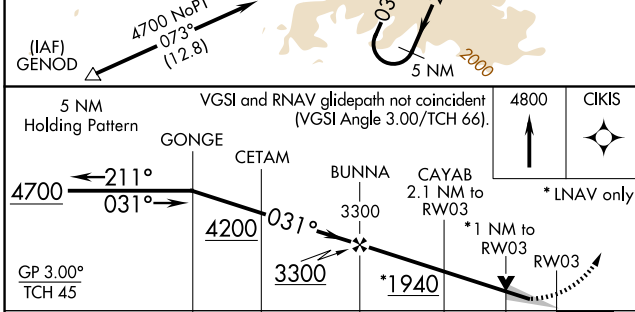 4700 NoPT
073°
(12.8)
(IAF)
GENOD
5 NM
2000
5 NM
Holding Pattern
VGSI and RNAV glidepath not coincident
(VGSI Angle 3.00/TCH 66).
4800
CIKIS
GONGE
CETAM
BUNNA
CAYAB
2.1 NM to
RW03
* LNAV only
211°
4700
031°
3300
*1 NM to
RW03
RW03
4200
031°
3300
*1940
GP 3.00°
TCH 45